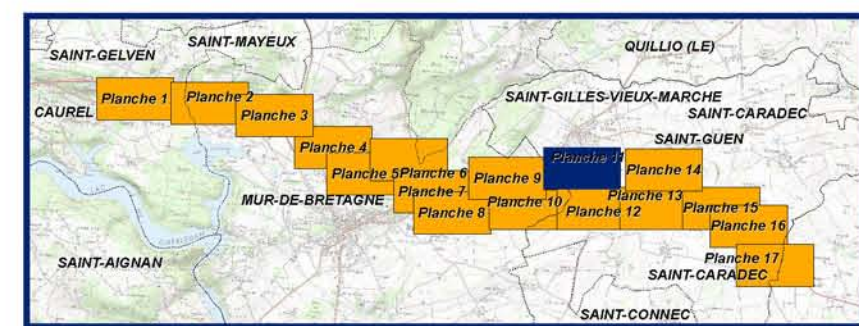 SAINT-GELVEN
SAINT-MAYEUX
QUILLIO (LE)
SAINT-GILLES-VIEUX-MARCHE
SAINT-CARADEC
CAUREL
Planche 1
Planche 2
Planche 3
SAINT-GUEN
Planche 4
Planche 5
Planche 6
Planche 7
Planche 8
Planche 9
Planche 10
Planche 11
Planche 12
Planche 13
Planche 14
Planche 15
Planche 16
Planche 17
MUR-DE-BRETAGNE
SAINT-AIGNAN
SAINT-CARADEC
SAINT-CONNEC